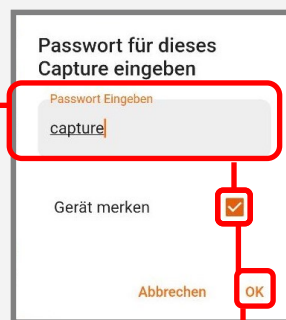 Passwort für dieses
Capture eingeben
Passwort Eingeben
capture
Gerät merken
Abbrechen OK